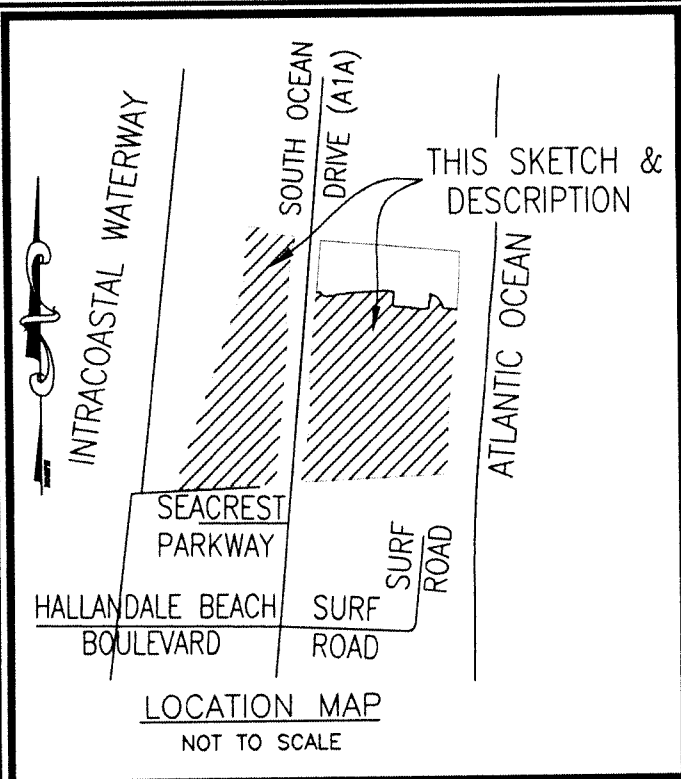 INTRACOASTAL WATERWAY
SOUTH OCEAN
DRIVE (A1A)
THIS SKETCH &
DESCRIPTION
ATLANTIC OCEAN
SEACREST
PARKWAY
SURF
ROAD
HALLANDALE BEACH
BOULEVARD
SURF
ROAD
LOCATION MAP
NOT TO SCALE